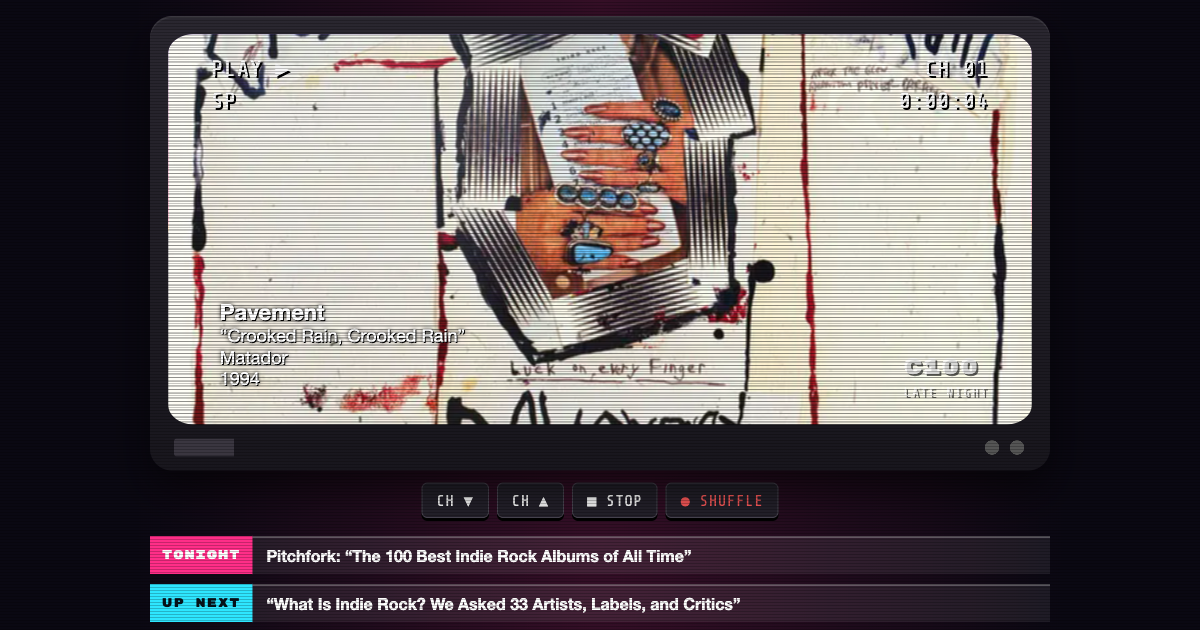 PLAY ►
CH 01
SP
0:00:04
Pavement
“Crooked Rain, Crooked Rain”
Matador
1994
Luck on every Finger
c100
LATE NIGHT
CH ▼
CH ▲
■ STOP
● SHUFFLE
TONIGHT
Pitchfork: “The 100 Best Indie Rock Albums of All Time”
UP NEXT
“What Is Indie Rock? We Asked 33 Artists, Labels, and Critics”